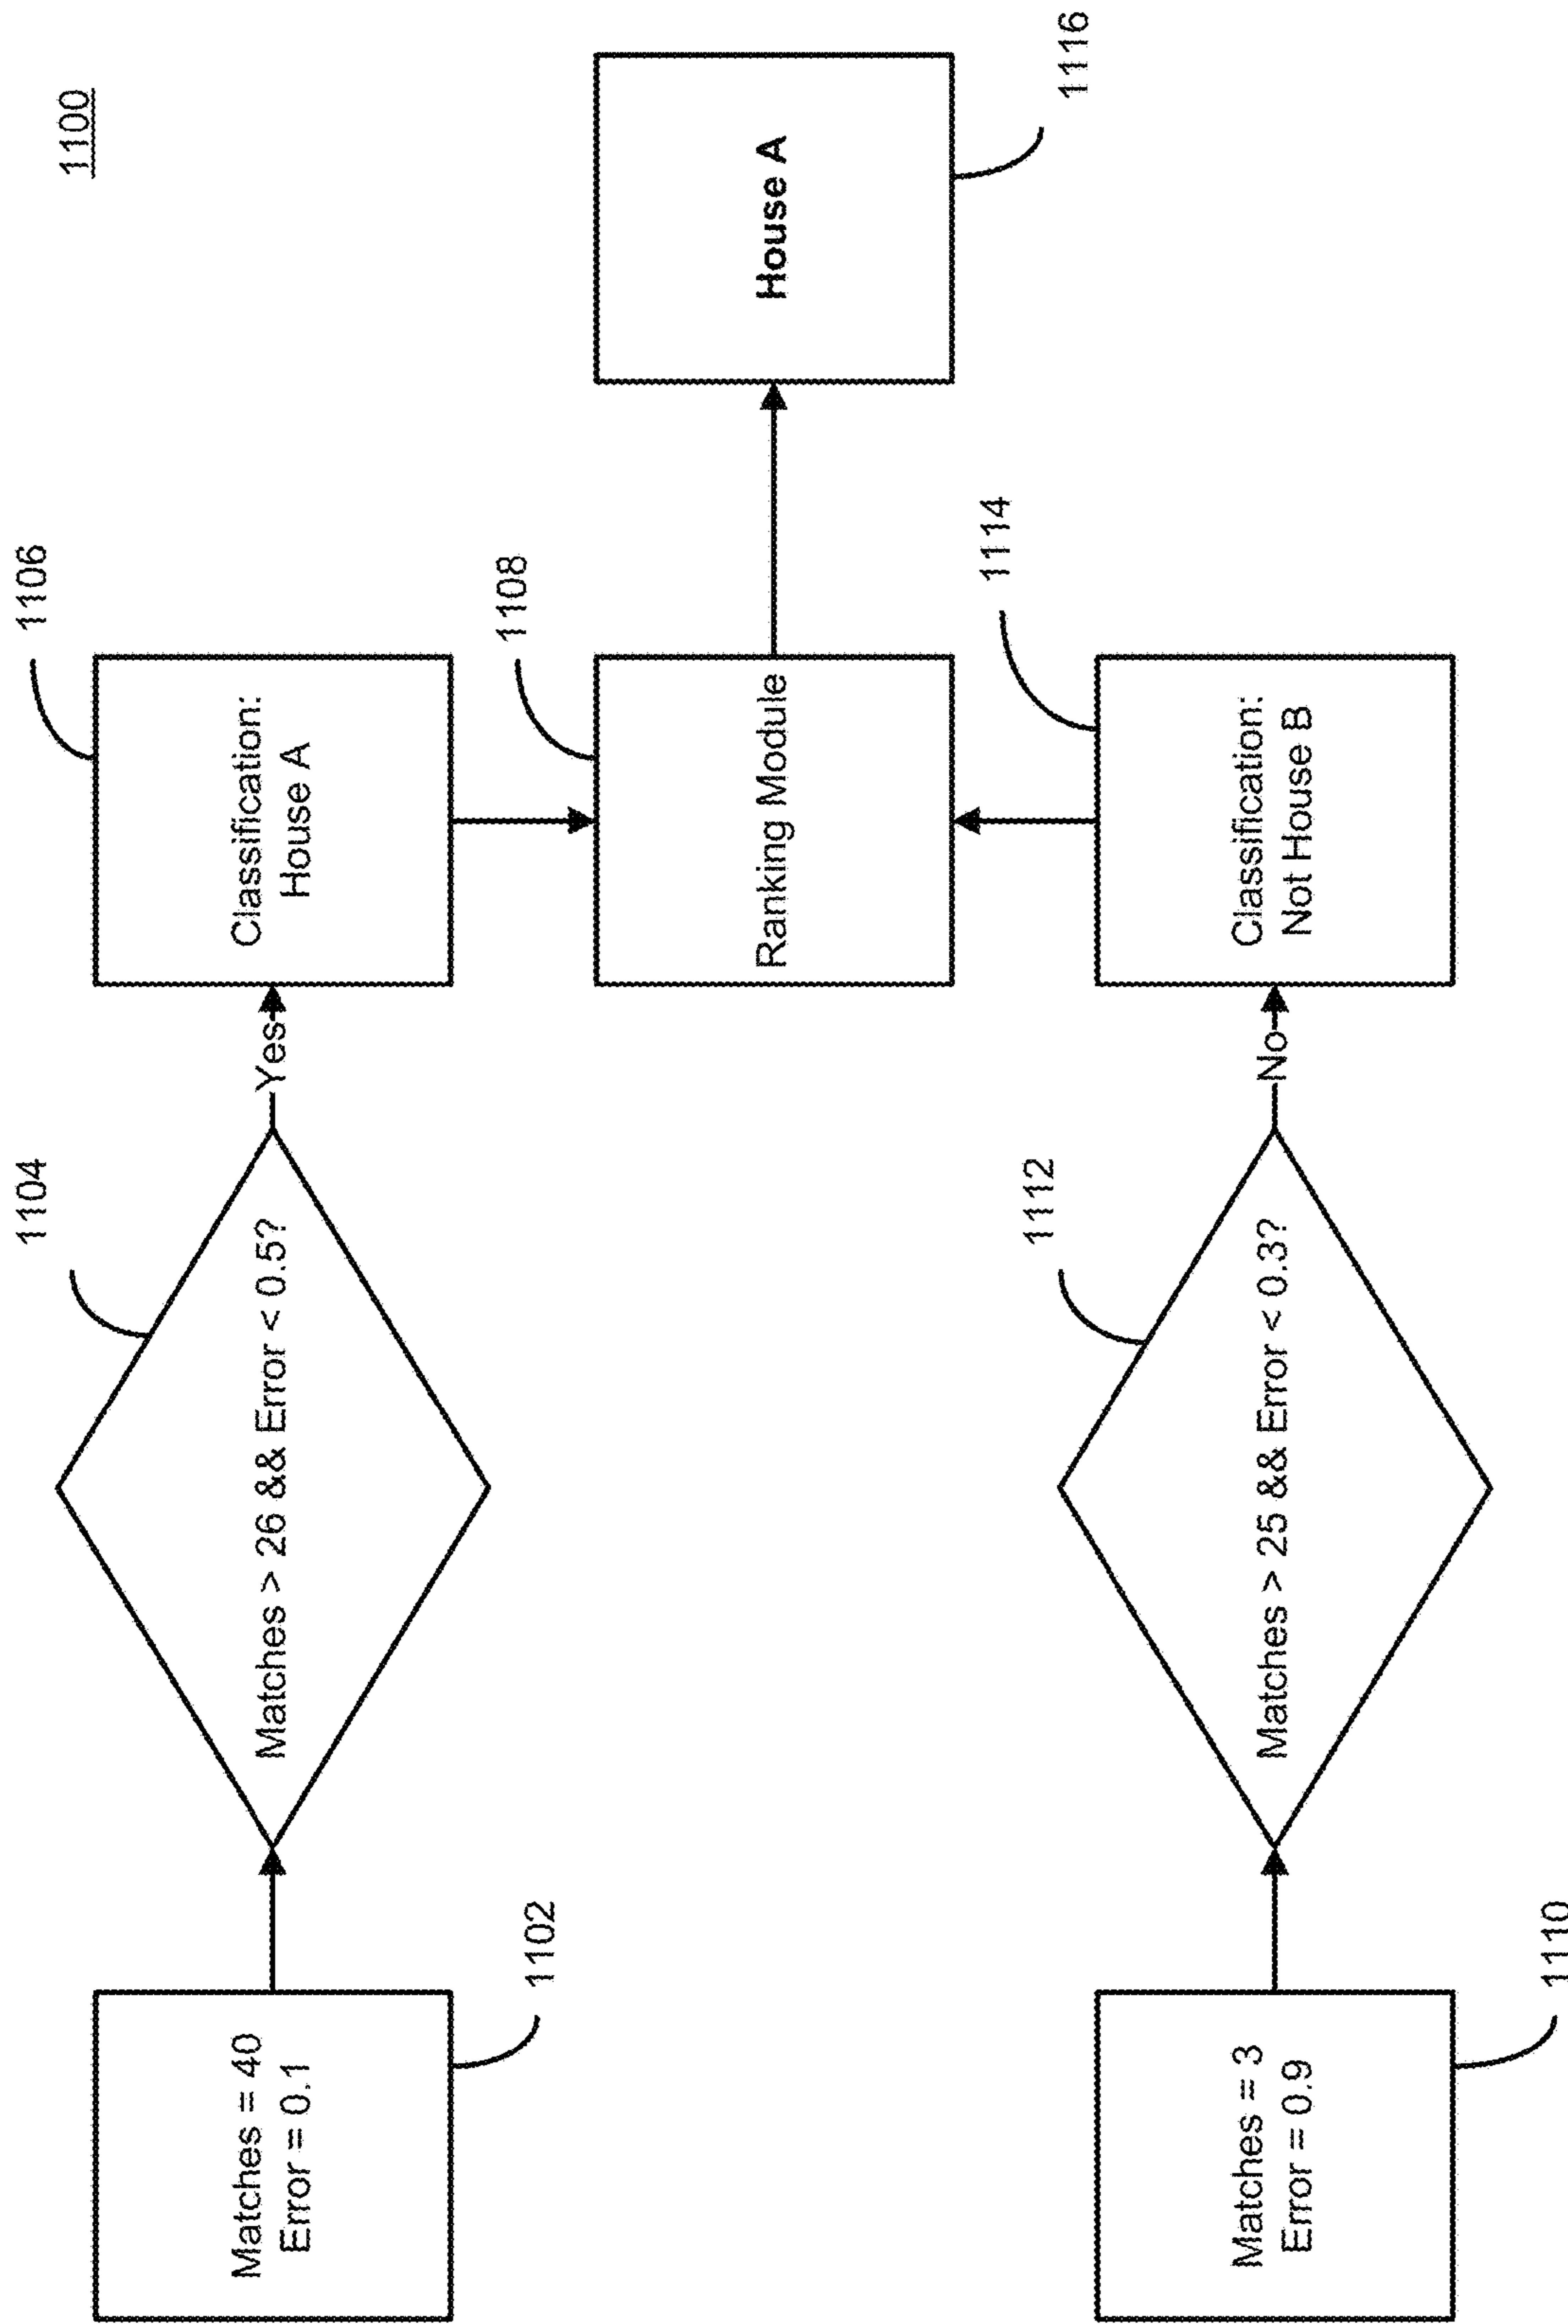 1100
Matches = 40
Error = 0.1
1102
Matches > 26 && Error < 0.5?
1104
Yes
Classification:
House A
1106
Ranking Module
1108
House A
1116
Matches = 3
Error = 0.9
1110
Matches > 25 && Error < 0.3?
1112
No
Classification:
Not House B
1114